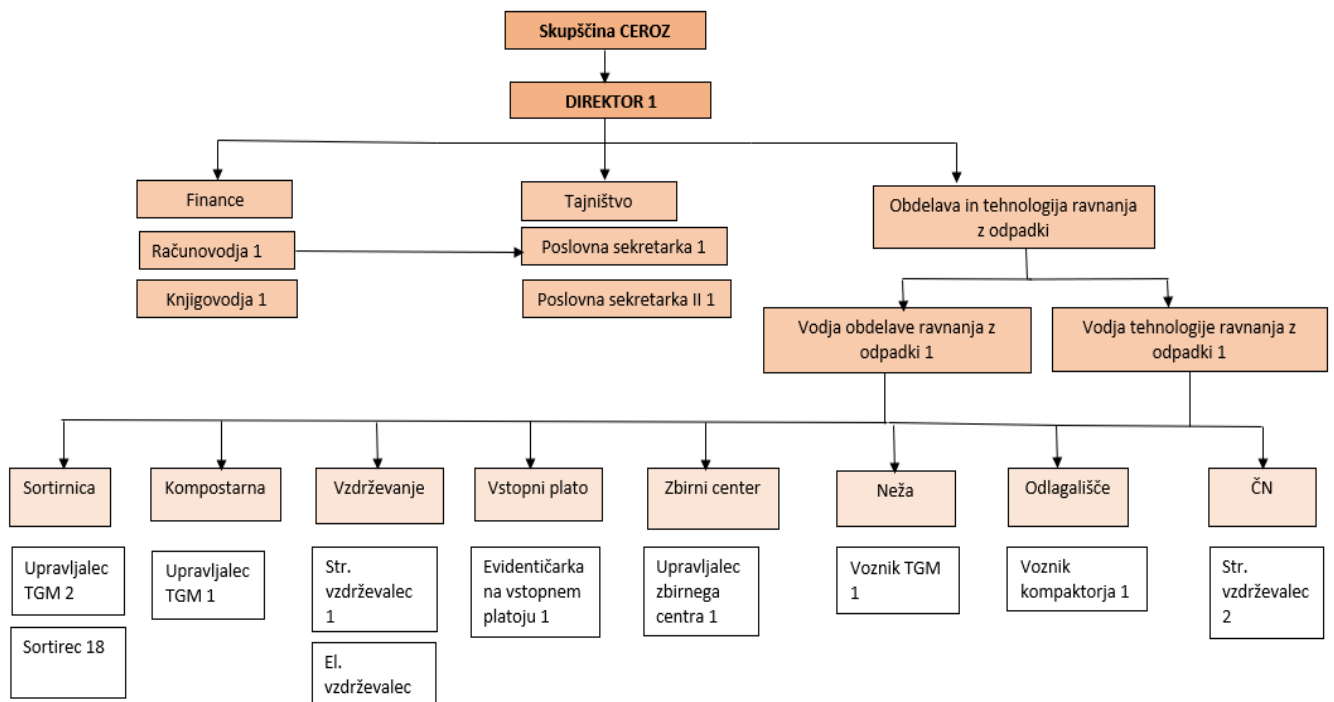 Skupščina CEROZ
DIREKTOR 1
Finance
Tajništvo
Obdelava in tehnologija ravnanja
z odpadki
Računovodja 1
Poslovna sekretarka 1
Knjigovodja 1
Poslovna sekretarka II 1
Vodja obdelave ravnanja z
odpadki 1
Vodja tehnologije ravnanja z
odpadki 1
Sortirnica
Kompostarna
Vzdrževanje
Vstopni plato
Zbirni center
Neža
Odlagališče
ČN
Upravljalec
TGM 2
Upravljalec
TGM 1
Str.
vzdrževalec
1
Evidentičarka
na vstopnem
platoju 1
Upravljalec
zbirnega
centra 1
Voznik TGM
1
Voznik
kompaktorja 1
Str.
vzdrževalec
2
Sortirec 18
El.
vzdrževalec